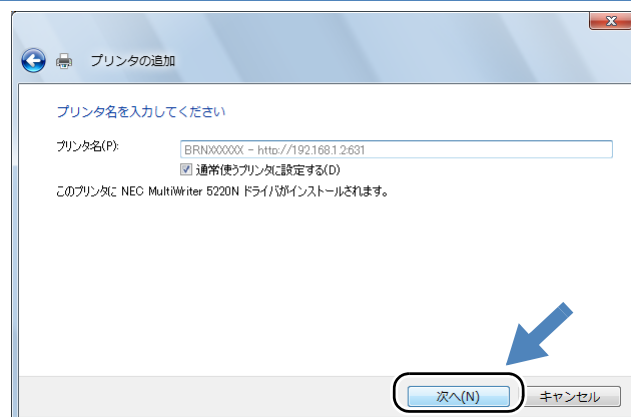 プリンタの追加
プリンタ名を入力してください
プリンタ名(P): BRNXXXXXX - http://192.168.1.2:631
通常使うプリンタに設定する(D)
このプリンタに NEC MultiWriter 5220N ドライバがインストールされます。
次へ(N) キャンセル